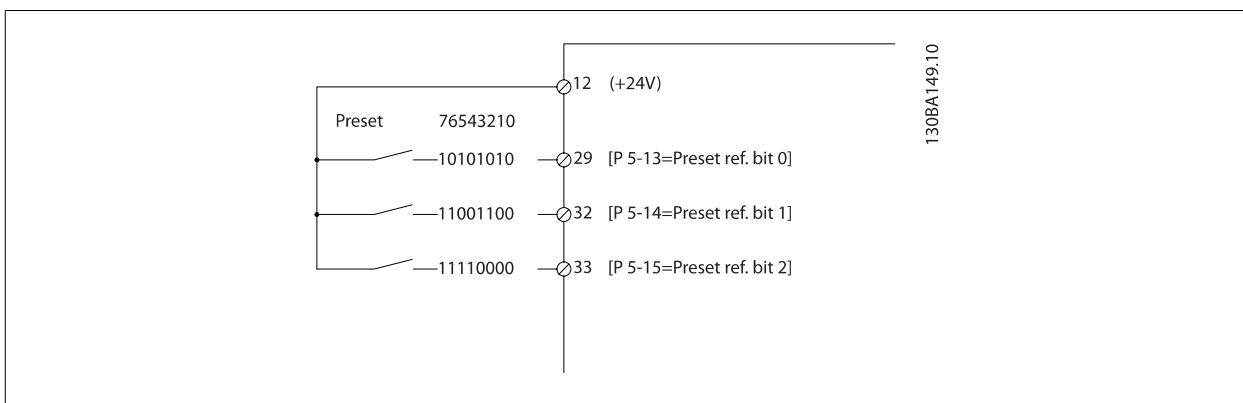 12 (+24V)
Preset 76543210
10101010 29 [P 5-13=Preset ref. bit 0]
11001100 32 [P 5-14=Preset ref. bit 1]
11110000 33 [P 5-15=Preset ref. bit 2]
130BA149.10